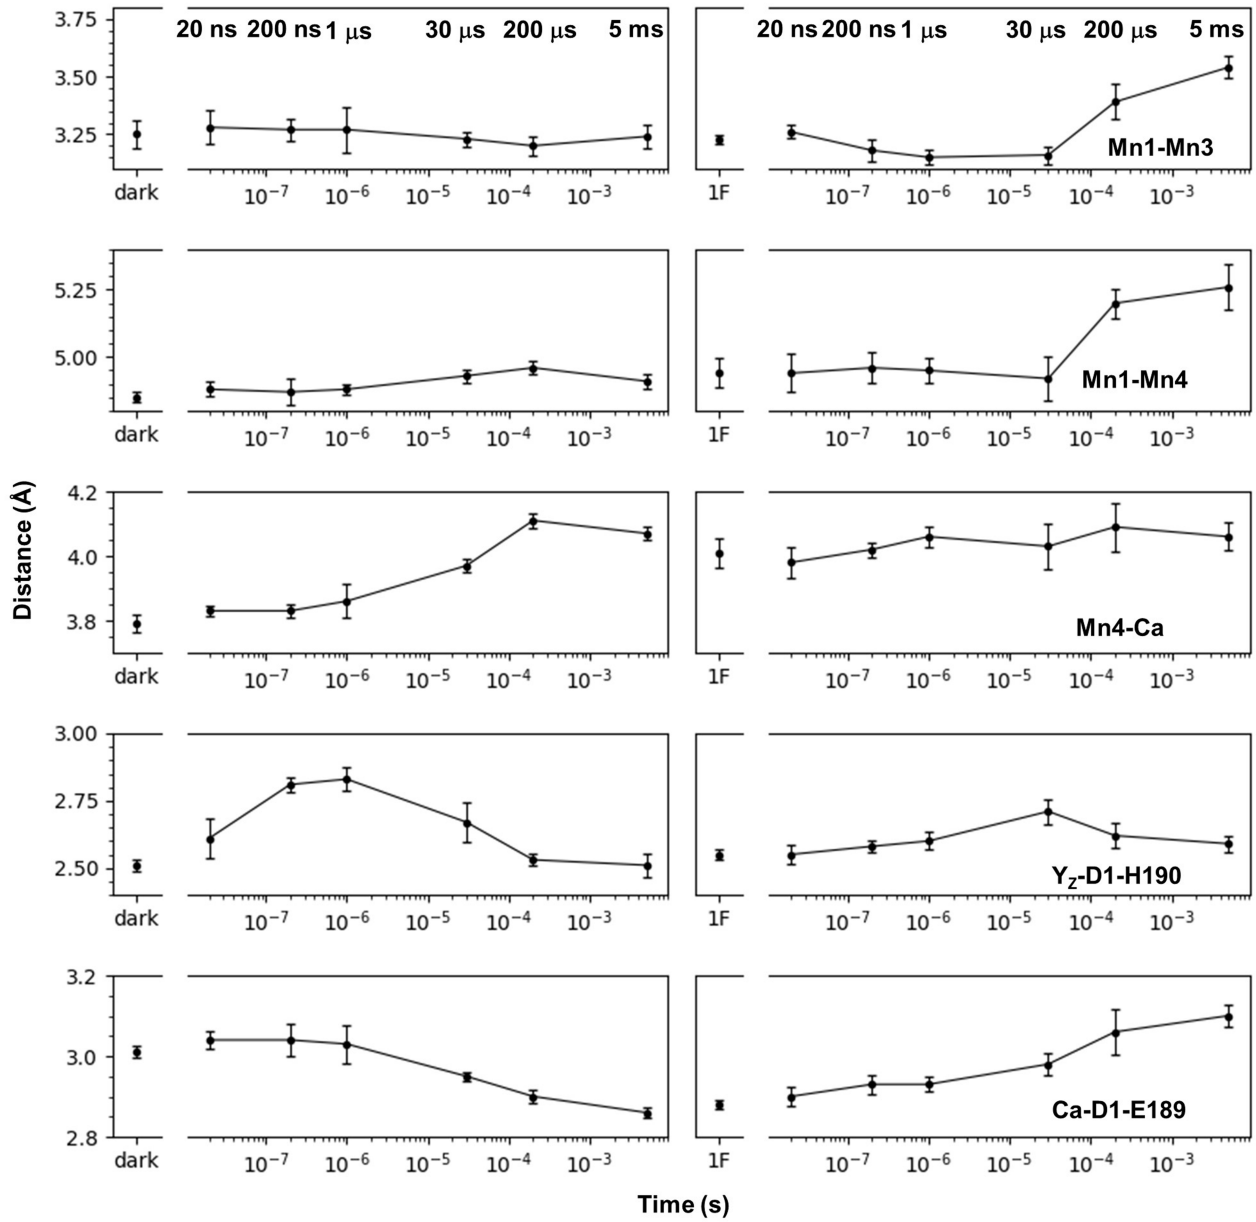 3.75
3.50
3.25
20 ns 200 ns 1 μs 30 μs 200 μs 5 ms
20 ns 200 ns 1 μs 30 μs 200 μs 5 ms
Mn1-Mn3
dark 10⁻⁷ 10⁻⁶ 10⁻⁵ 10⁻⁴ 10⁻³
1F 10⁻⁷ 10⁻⁶ 10⁻⁵ 10⁻⁴ 10⁻³
5.25
5.00
Mn1-Mn4
dark 10⁻⁷ 10⁻⁶ 10⁻⁵ 10⁻⁴ 10⁻³
1F 10⁻⁷ 10⁻⁶ 10⁻⁵ 10⁻⁴ 10⁻³
Distance (Å)
4.2
4.0
3.8
Mn4-Ca
dark 10⁻⁷ 10⁻⁶ 10⁻⁵ 10⁻⁴ 10⁻³
1F 10⁻⁷ 10⁻⁶ 10⁻⁵ 10⁻⁴ 10⁻³
3.00
2.75
2.50
Y_Z-D1-H190
dark 10⁻⁷ 10⁻⁶ 10⁻⁵ 10⁻⁴ 10⁻³
1F 10⁻⁷ 10⁻⁶ 10⁻⁵ 10⁻⁴ 10⁻³
3.2
3.0
2.8
Ca-D1-E189
dark 10⁻⁷ 10⁻⁶ 10⁻⁵ 10⁻⁴ 10⁻³
1F 10⁻⁷ 10⁻⁶ 10⁻⁵ 10⁻⁴ 10⁻³
Time (s)